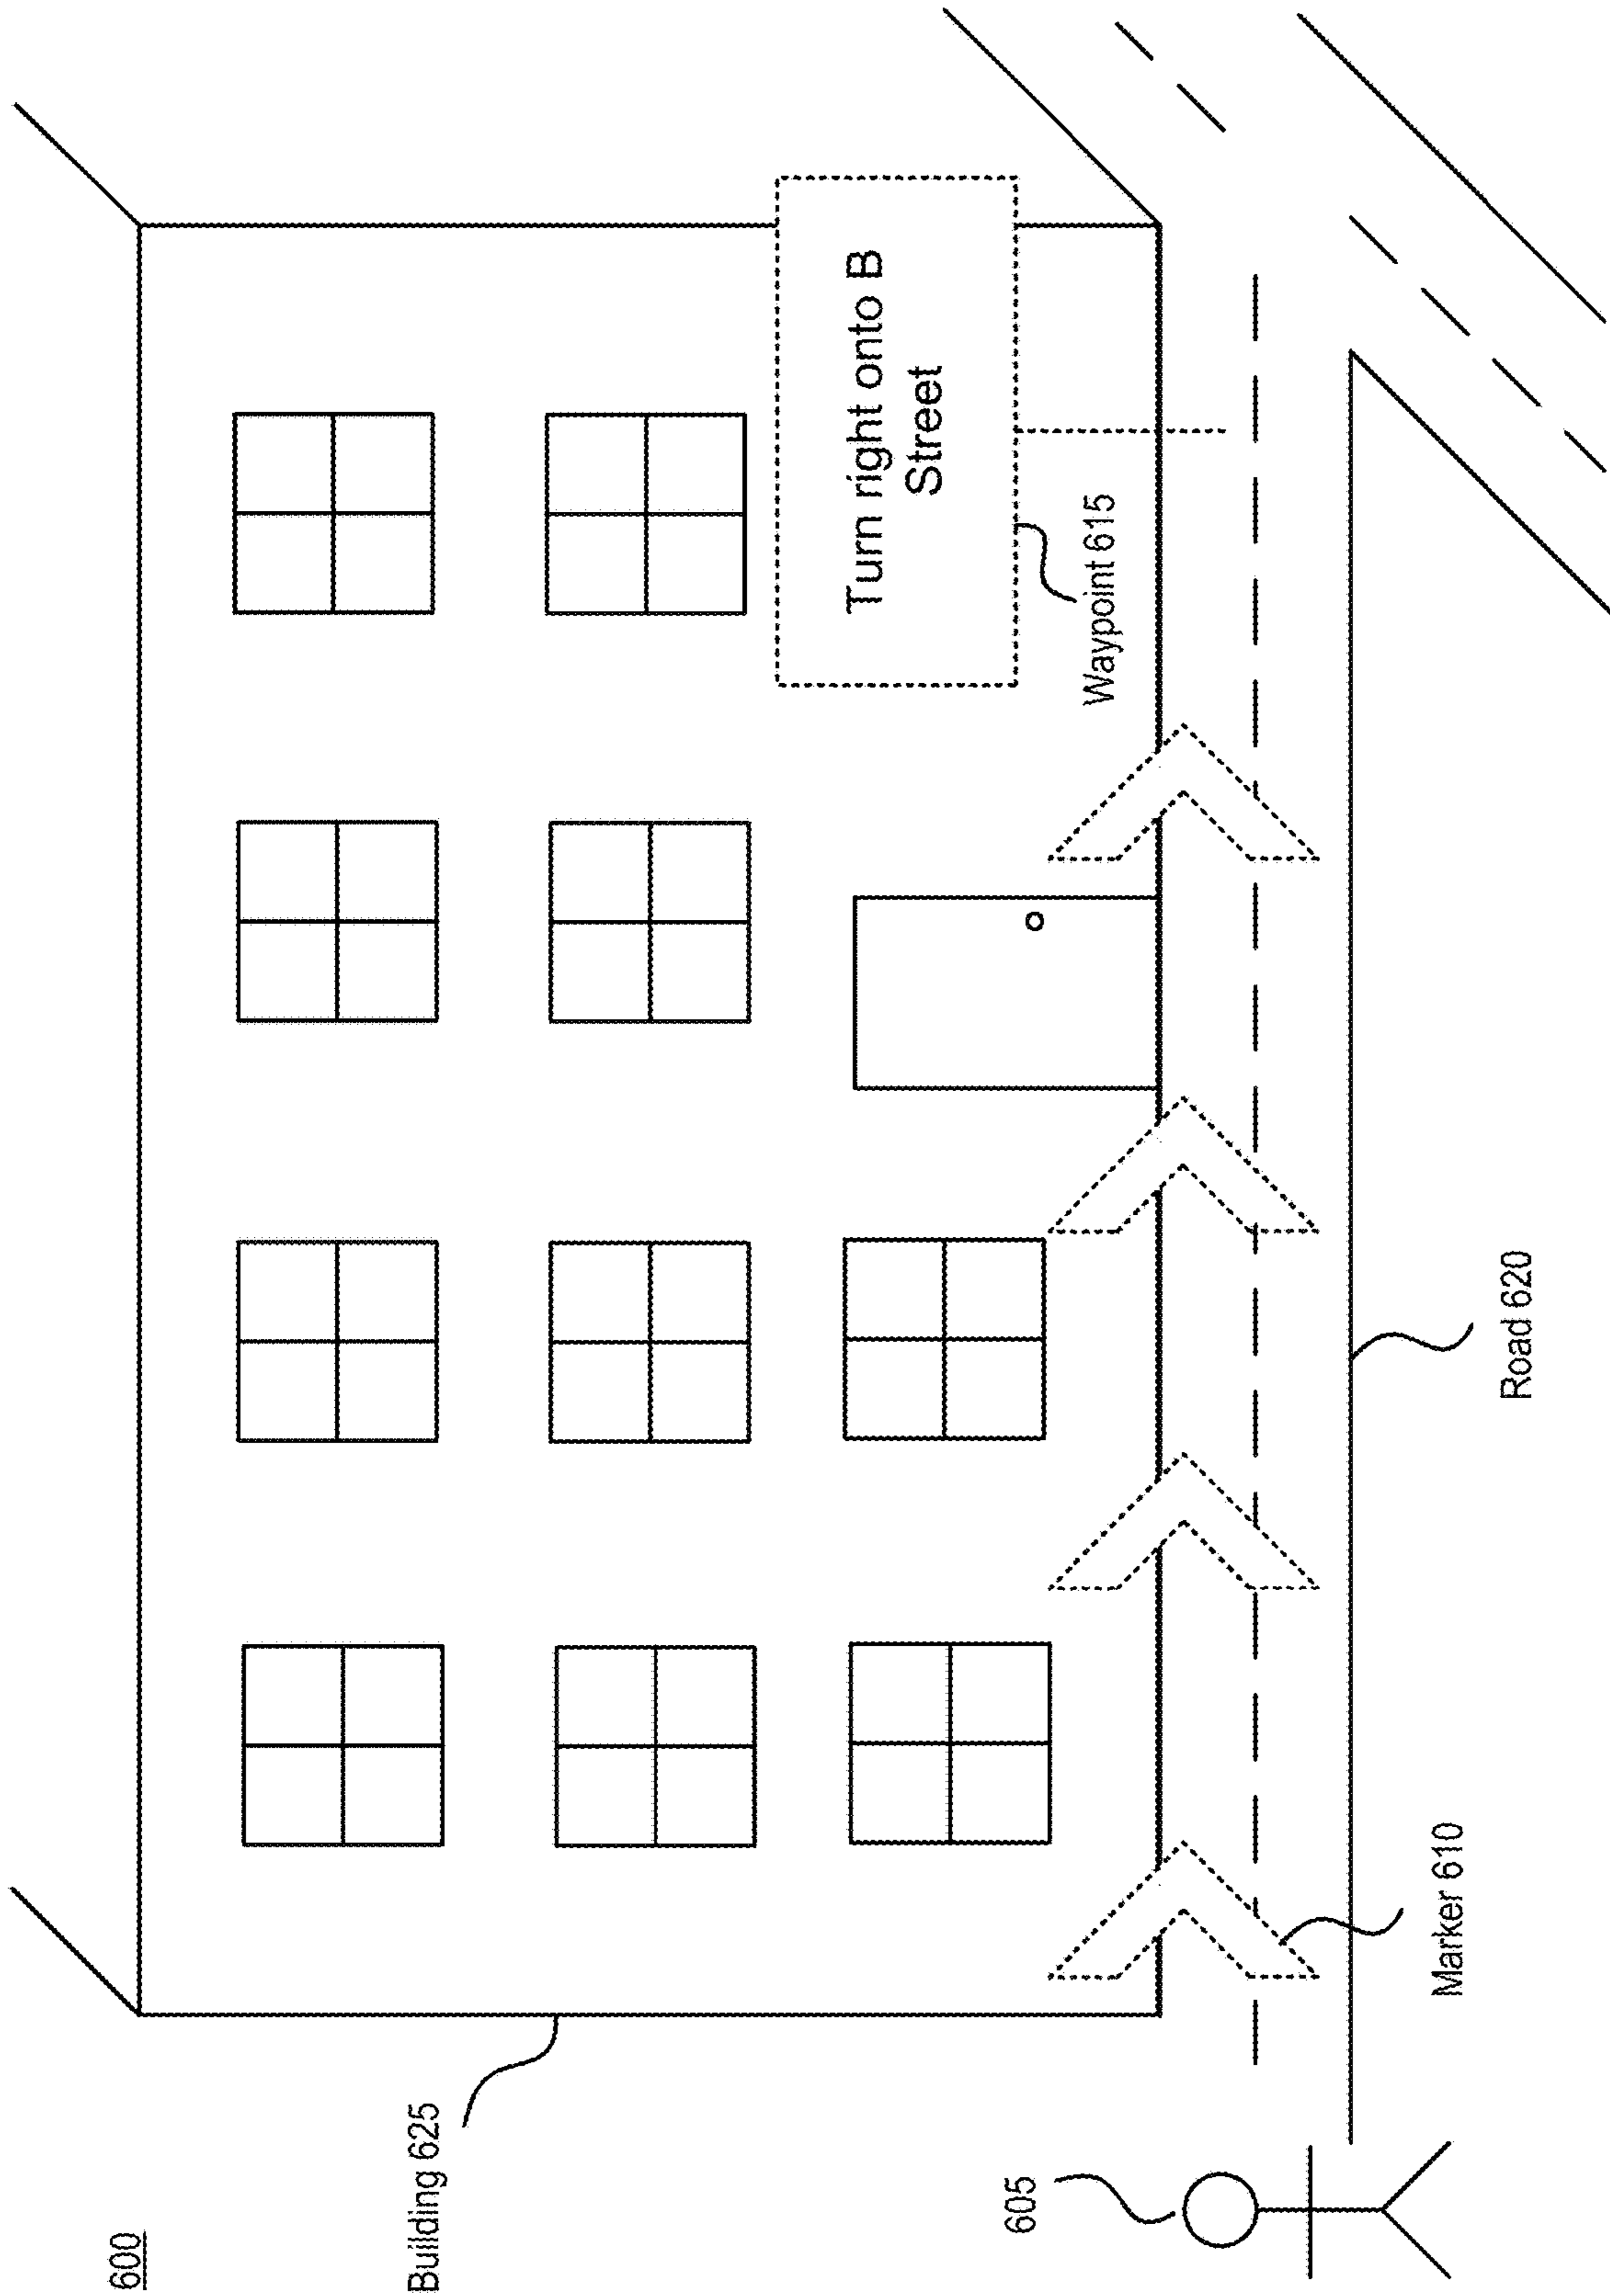 600
Building 625
Turn right onto B
Street
Waypoint 615
605
Marker 610
Road 620